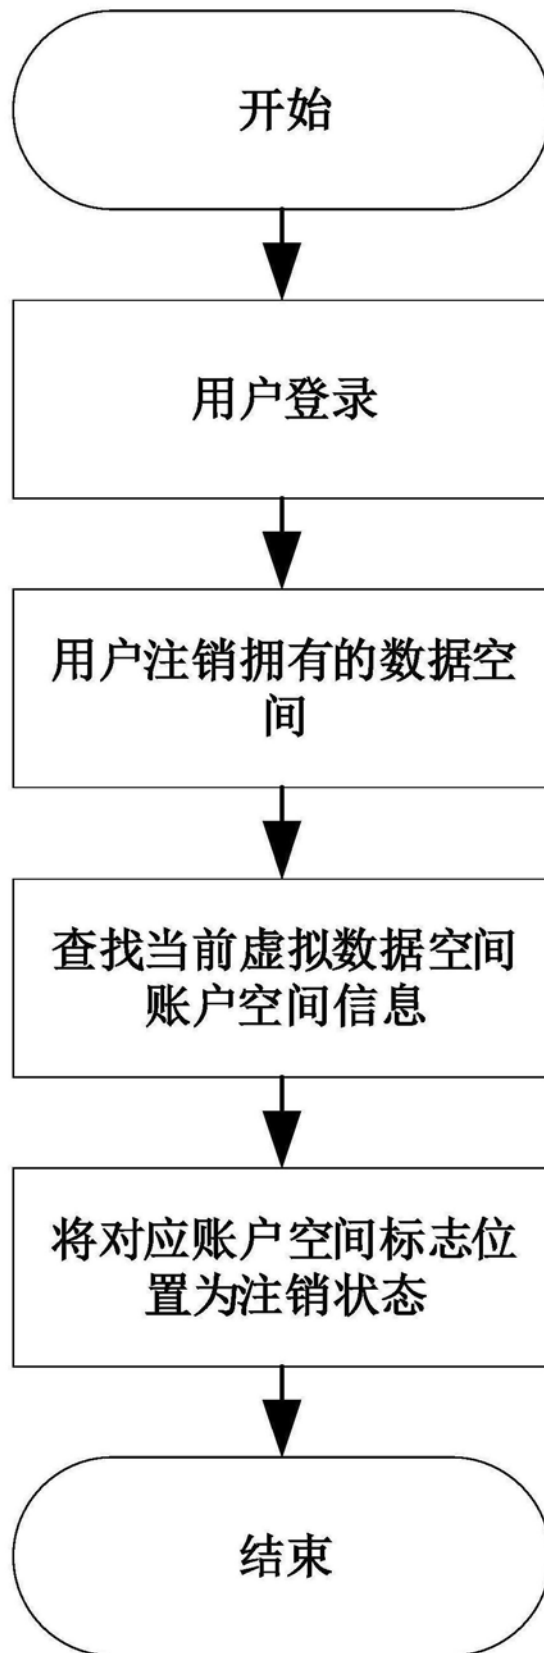 开始
用户登录
用户注销拥有的数据空
间
查找当前虚拟数据空间
账户空间信息
将对应账户空间标志位
置为注销状态
结束